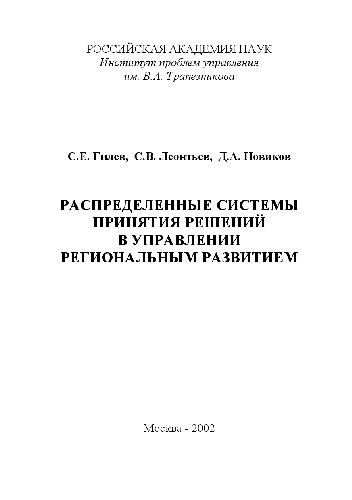 РОССИЙСКАЯ АКАДЕМИЯ НАУК
Институт проблем управления
им. В.А. Трапезникова
С.Е. Гилев, С.В. Леонтьев, Д.А. Новиков
РАСПРЕДЕЛЕННЫЕ СИСТЕМЫ
ПРИНЯТИЯ РЕШЕНИЙ
В УПРАВЛЕНИИ
РЕГИОНАЛЬНЫМ РАЗВИТИЕМ
Москва - 2002